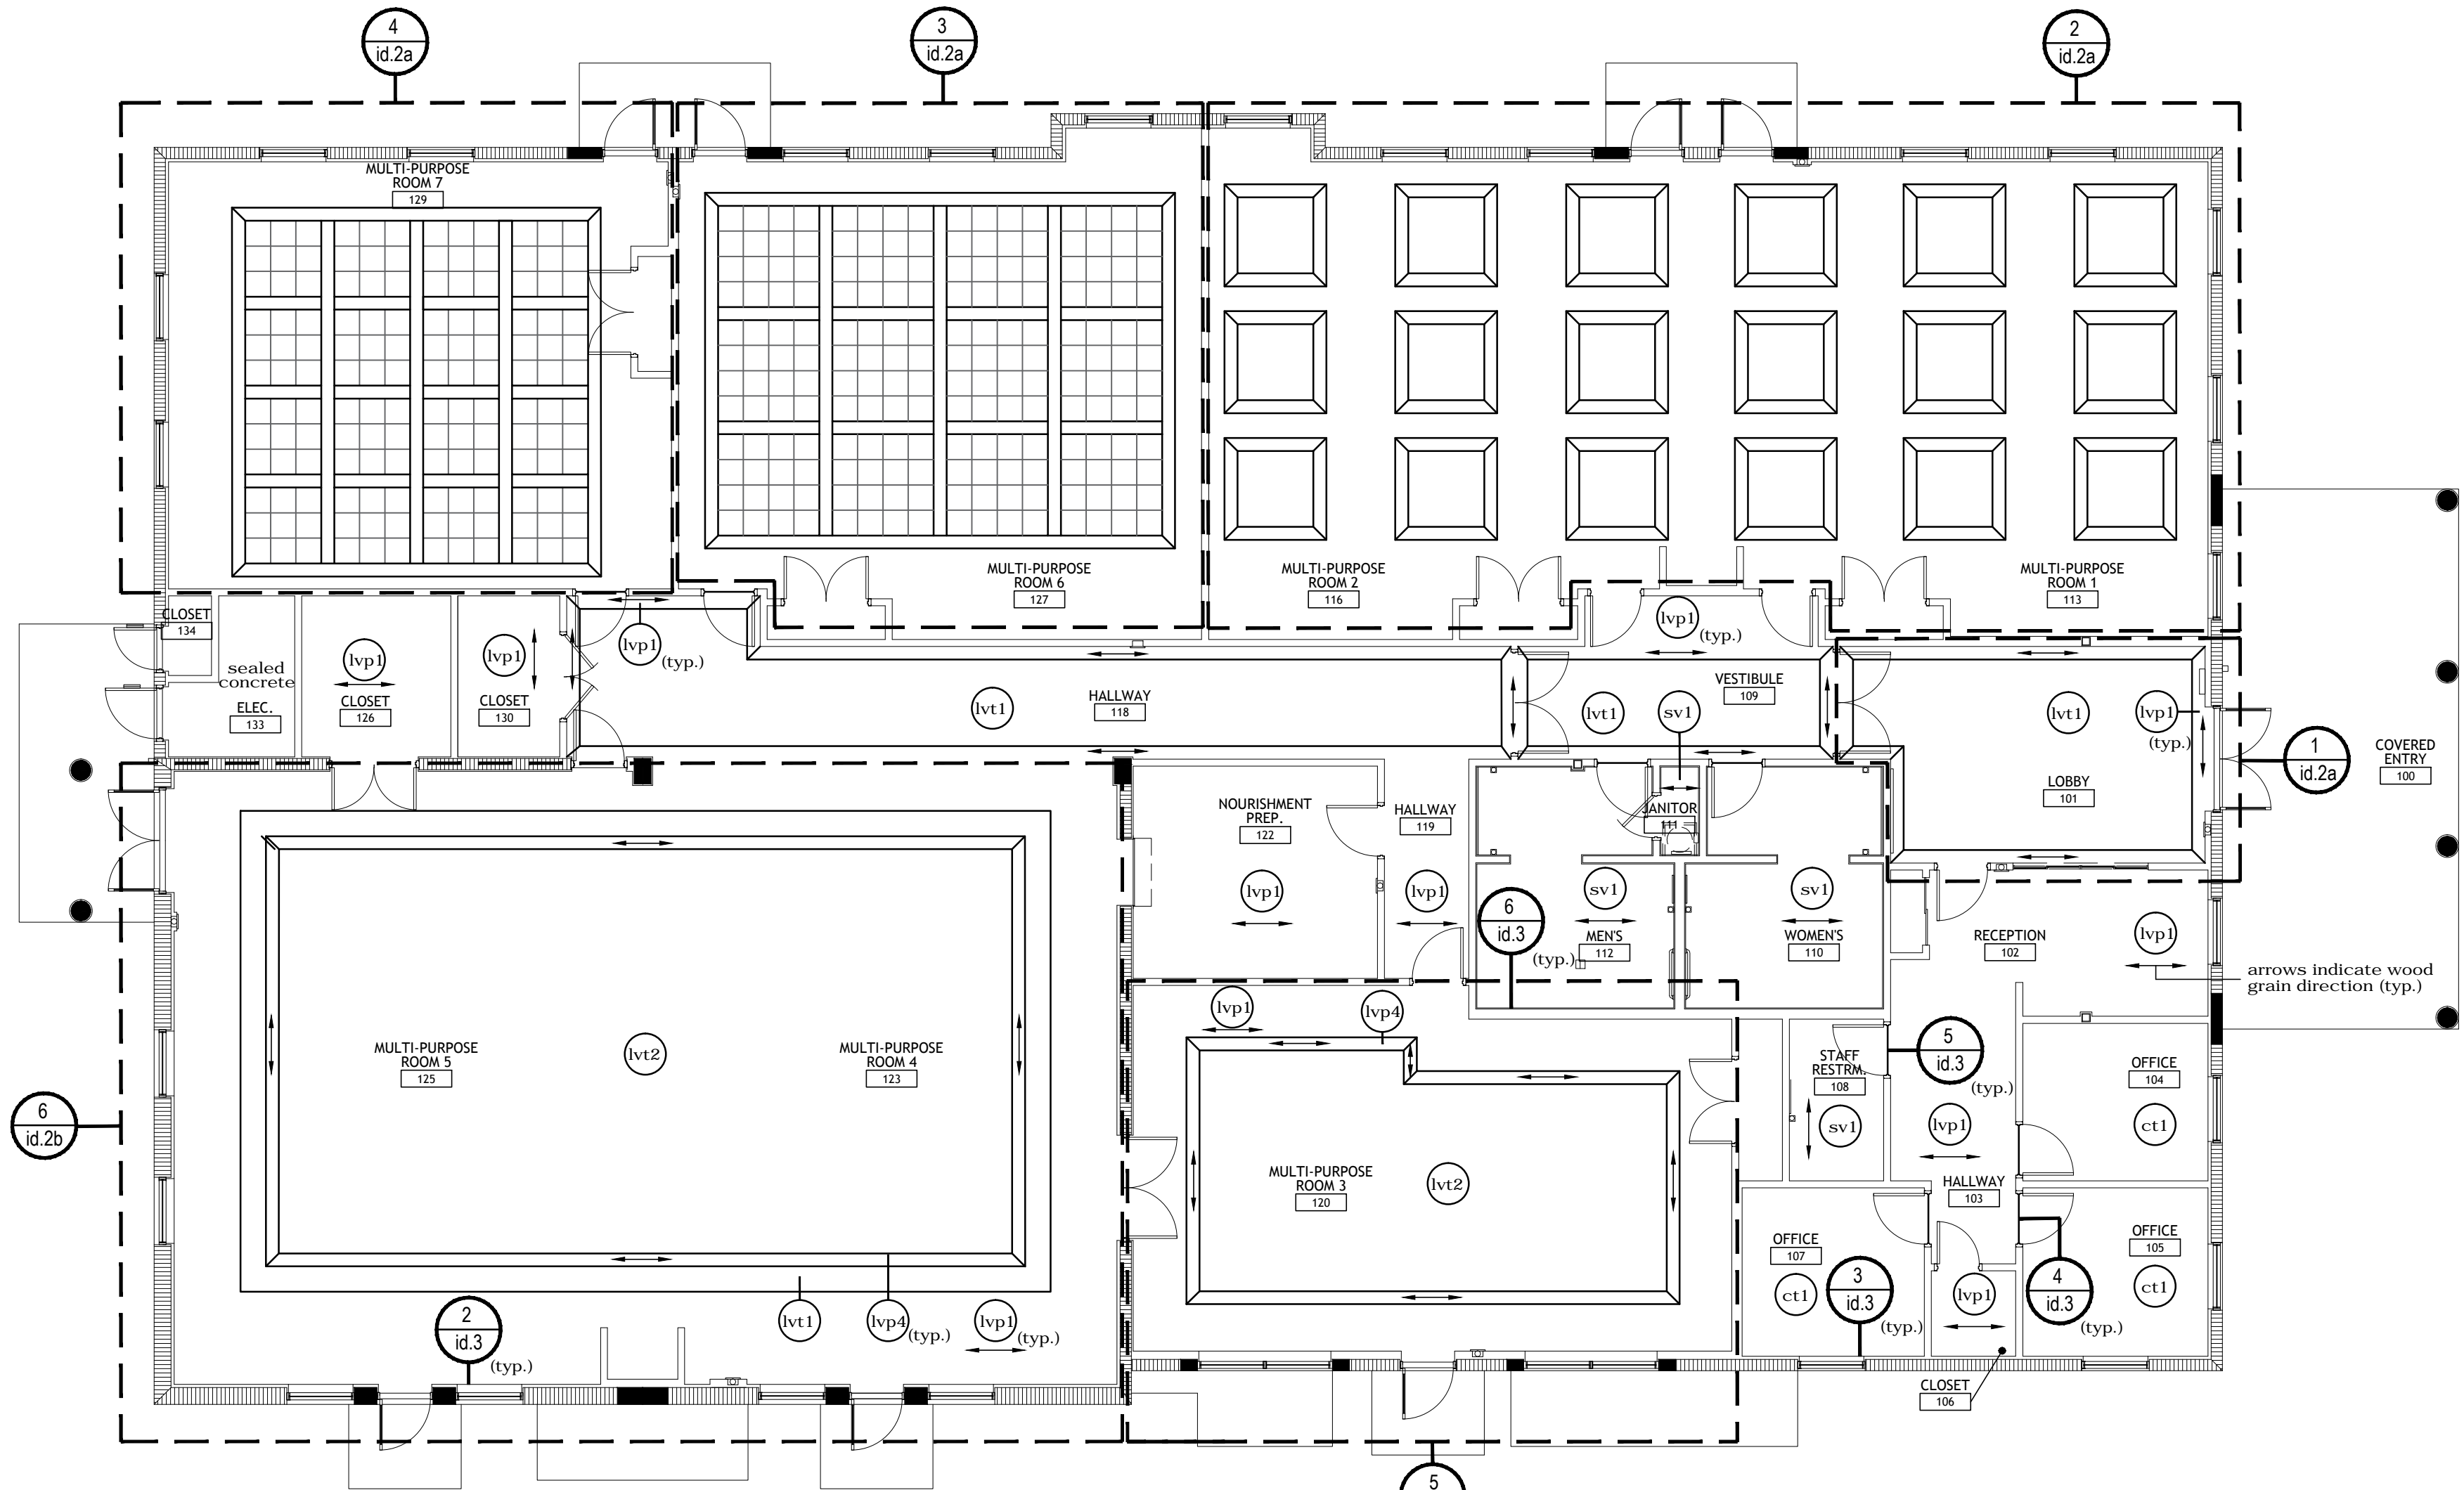 4
id.2a
3
id.2a
2
id.2a
MULTI-PURPOSE
ROOM 7
129
MULTI-PURPOSE
ROOM 6
127
MULTI-PURPOSE
ROOM 2
116
MULTI-PURPOSE
ROOM 1
113
CLOSET
134
sealed
concrete
ELEC.
133
lvp1
CLOSET
126
lvp1
CLOSET
130
lvp1
(typ.)
lvt1
HALLWAY
118
lvp1
(typ.)
VESTIBULE
109
lvt1
sv1
lvt1
lvp1
(typ.)
LOBBY
101
1
id.2a
COVERED
ENTRY
100
NOURISHMENT
PREP.
122
lvp1
HALLWAY
119
lvp1
JANITOR
111
6
id.3
(typ.)
sv1
MEN'S
112
sv1
WOMEN'S
110
RECEPTION
102
lvp1
arrows indicate wood
grain direction (typ.)
MULTI-PURPOSE
ROOM 5
125
lvt2
MULTI-PURPOSE
ROOM 4
123
6
id.2b
lvp1
lvp4
MULTI-PURPOSE
ROOM 3
120
lvt2
STAFF
RESTRM.
108
sv1
5
id.3
(typ.)
lvp1
HALLWAY
103
OFFICE
104
ct1
OFFICE
105
ct1
OFFICE
107
ct1
3
id.3
(typ.)
lvp1
4
id.3
(typ.)
CLOSET
106
2
id.3
(typ.)
lvt1
lvp4
(typ.)
lvp1
(typ.)
5